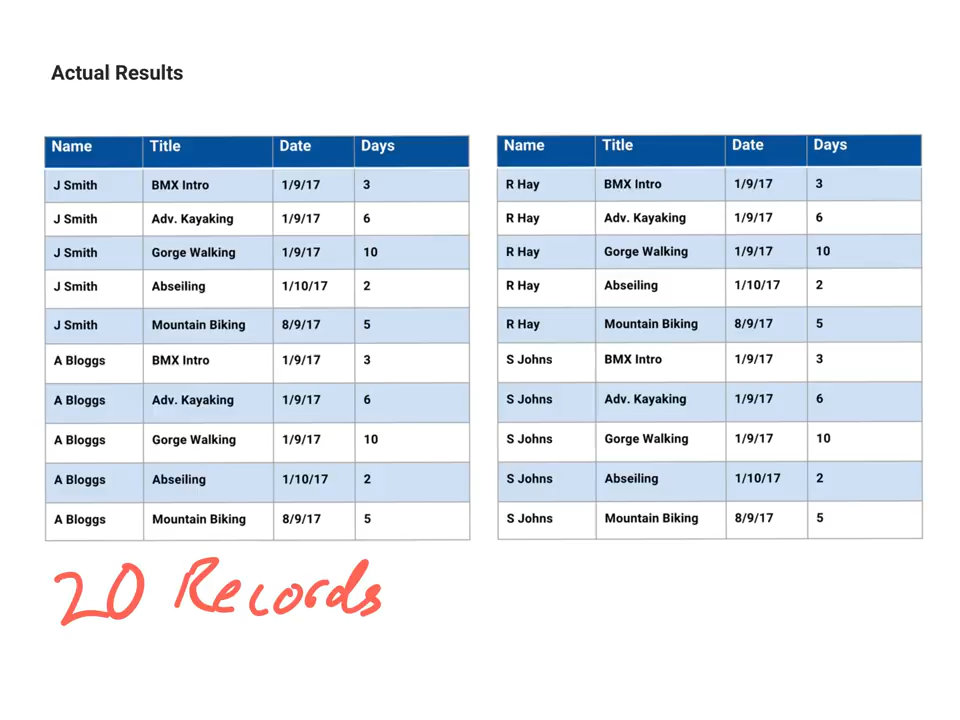 Actual Results
Name Title Date Days
J Smith BMX Intro 1/9/17 3
J Smith Adv. Kayaking 1/9/17 6
J Smith Gorge Walking 1/9/17 10
J Smith Abseiling 1/10/17 2
J Smith Mountain Biking 8/9/17 5
A Bloggs BMX Intro 1/9/17 3
A Bloggs Adv. Kayaking 1/9/17 6
A Bloggs Gorge Walking 1/9/17 10
A Bloggs Abseiling 1/10/17 2
A Bloggs Mountain Biking 8/9/17 5
Name Title Date Days
R Hay BMX Intro 1/9/17 3
R Hay Adv. Kayaking 1/9/17 6
R Hay Gorge Walking 1/9/17 10
R Hay Abseiling 1/10/17 2
R Hay Mountain Biking 8/9/17 5
S Johns BMX Intro 1/9/17 3
S Johns Adv. Kayaking 1/9/17 6
S Johns Gorge Walking 1/9/17 10
S Johns Abseiling 1/10/17 2
S Johns Mountain Biking 8/9/17 5
20 Records